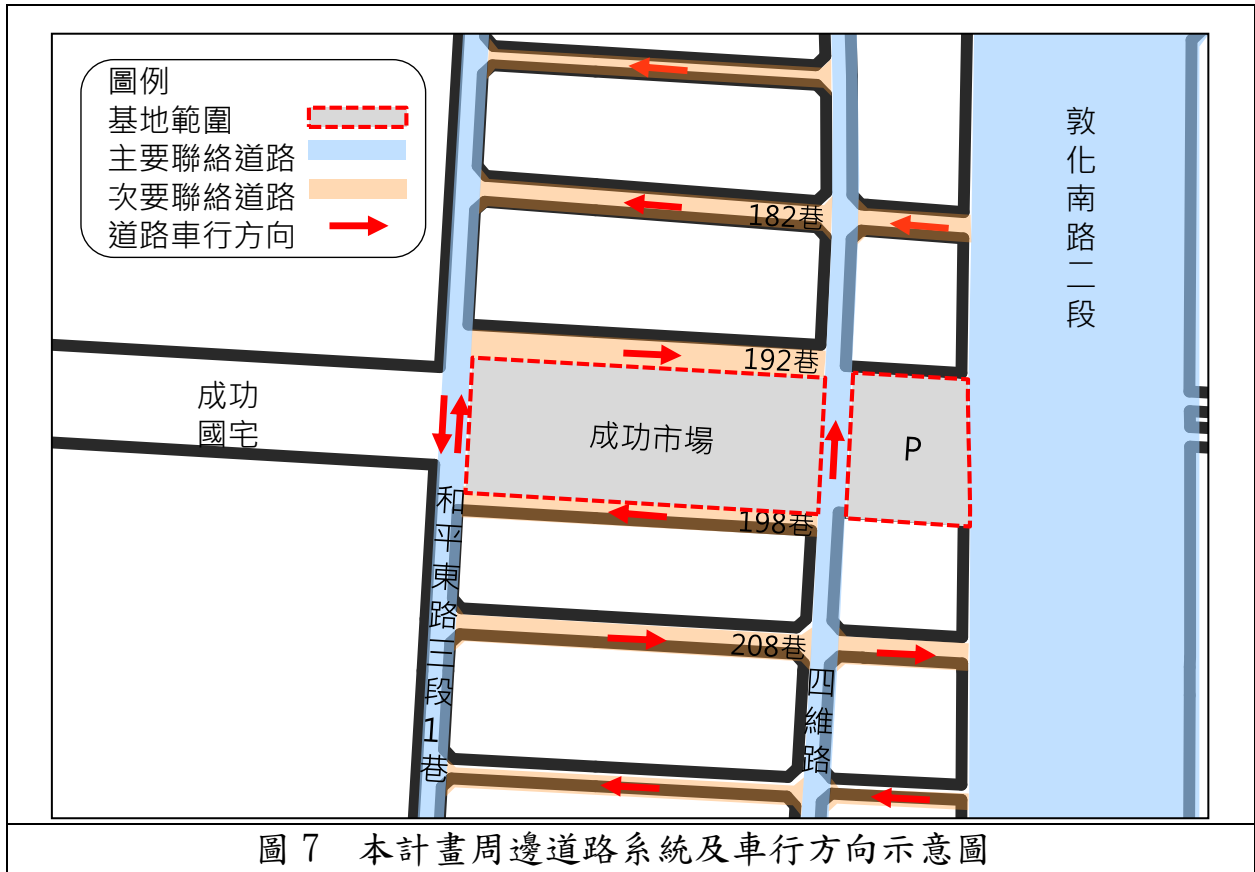 圖例
基地範圍
主要聯絡道路
次要聯絡道路
道路車行方向
敦化南路二段
182巷
192巷
成功
國宅
成功市場
P
198巷
和平東路三段1巷
208巷
四維路
圖 7 本計畫周邊道路系統及車行方向示意圖